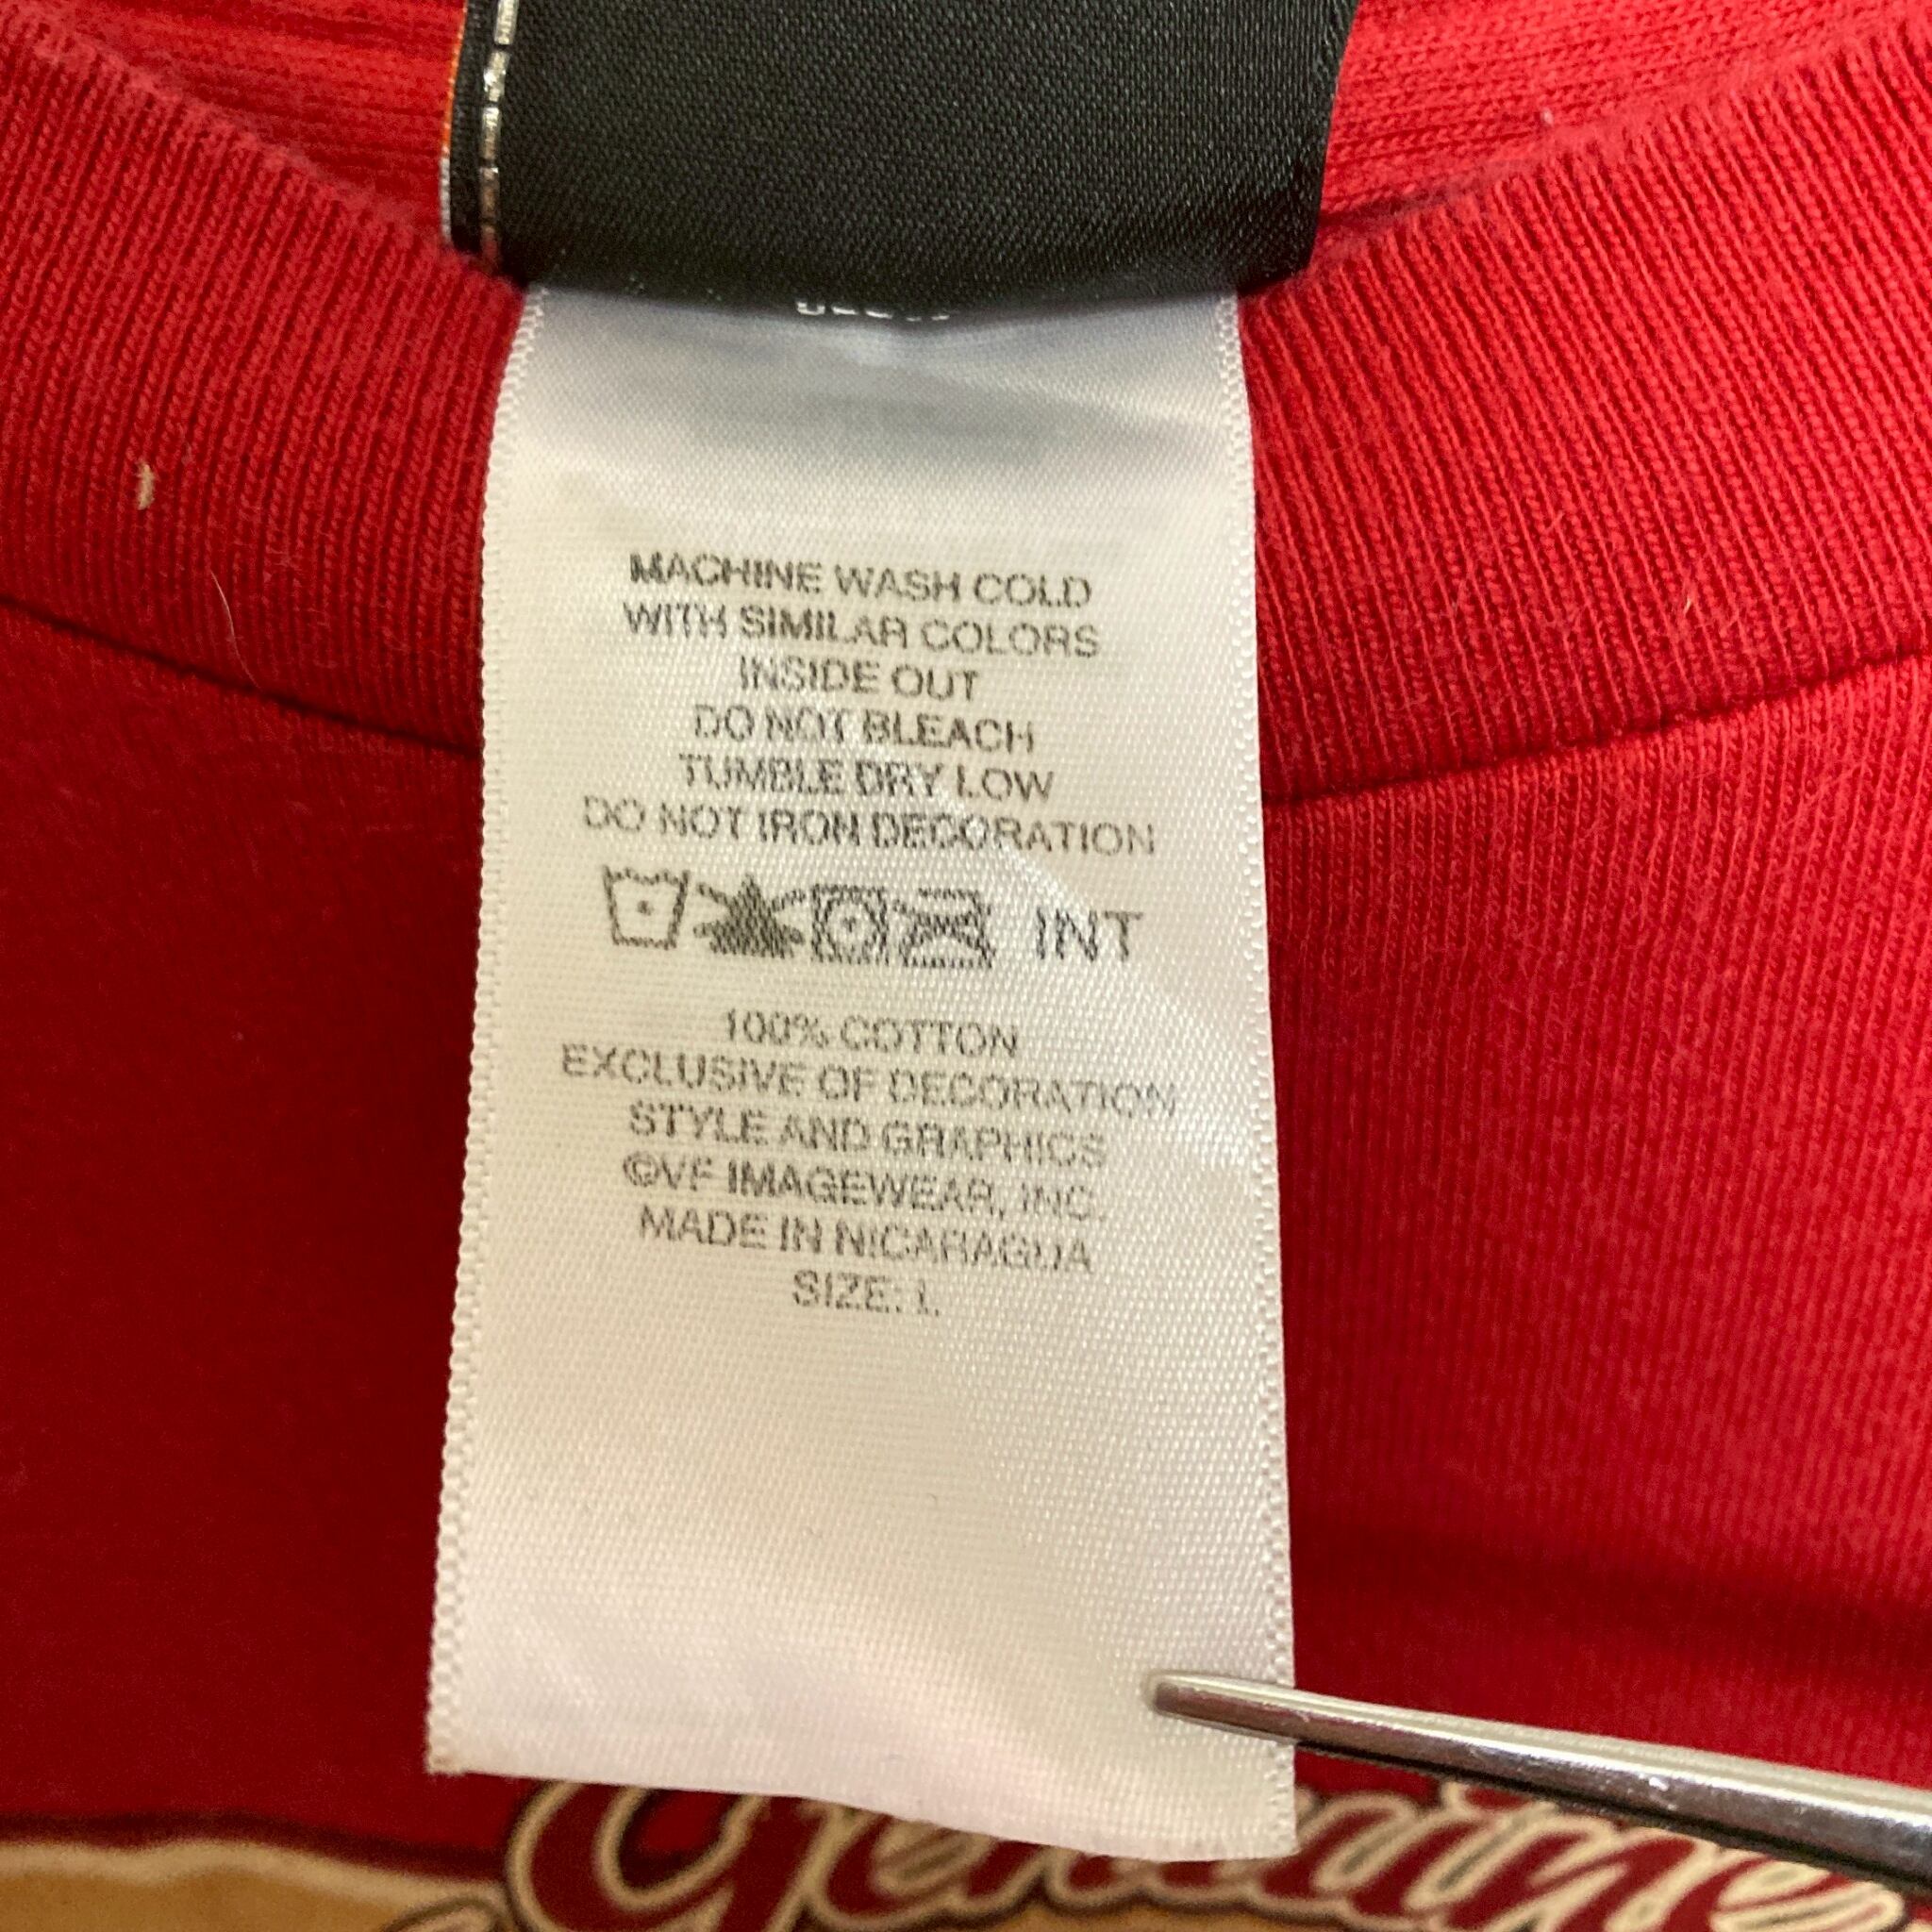 MACHINE WASH COLD
WITH SIMILAR COLORS
INSIDE OUT
DO NOT BLEACH
TUMBLE DRY LOW
DO NOT IRON DECORATION
INT
100% COTTON
EXCLUSIVE OF DECORATION
STYLE AND GRAPHICS
©VF IMAGEWEAR, INC.
MADE IN NICARAGUA
SIZE: L
Genuine